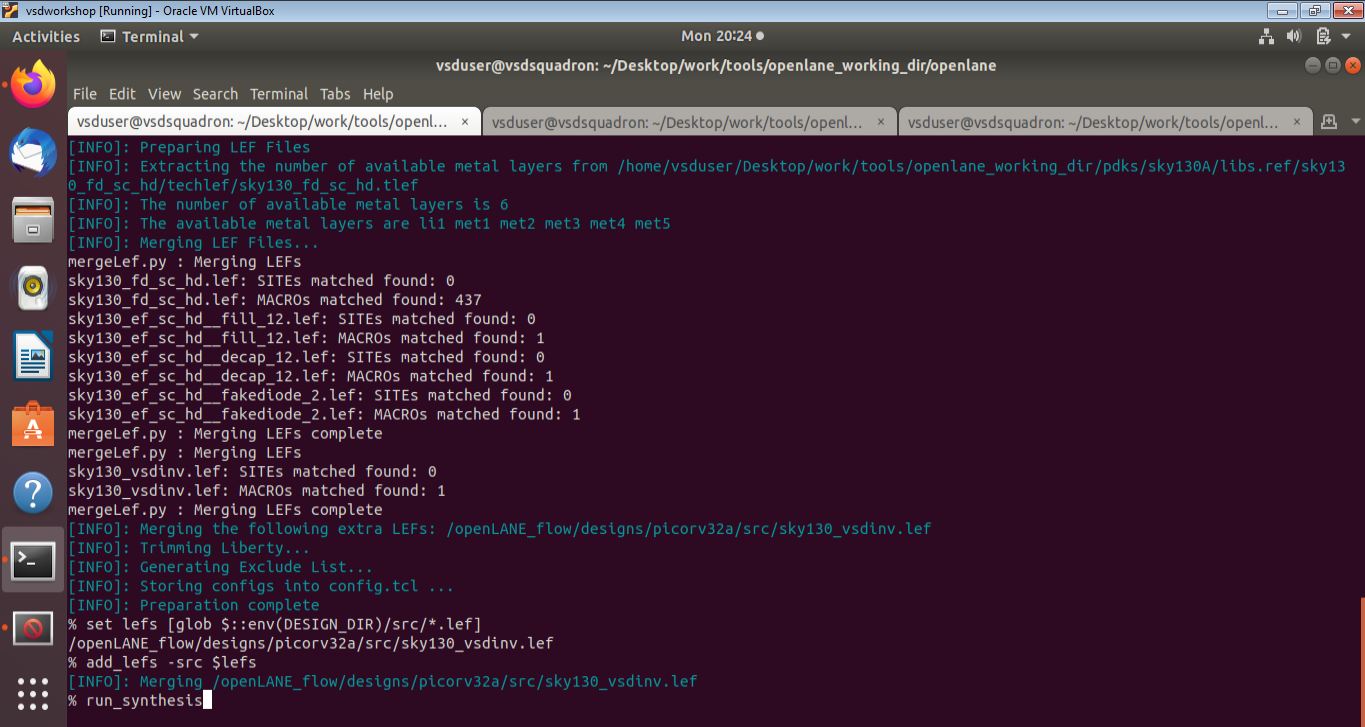 vsdworkshop [Running] - Oracle VM VirtualBox
Activities Terminal Mon 20:24
vsduser@vsdsquadron: ~/Desktop/work/tools/openlane_working_dir/openlane
File Edit View Search Terminal Tabs Help
vsduser@vsdsquadron: ~/Desktop/work/tools/openl... × vsduser@vsdsquadron: ~/Desktop/work/tools/openl... × vsduser@vsdsquadron: ~/Desktop/work/tools/openl... ×
[INFO]: Preparing LEF Files
[INFO]: Extracting the number of available metal layers from /home/vsduser/Desktop/work/tools/openlane_working_dir/pdks/sky130A/libs.ref/sky13
0_fd_sc_hd/techlef/sky130_fd_sc_hd.tlef
[INFO]: The number of available metal layers is 6
[INFO]: The available metal layers are li1 met1 met2 met3 met4 met5
[INFO]: Merging LEF Files...
mergeLef.py : Merging LEFs
sky130_fd_sc_hd.lef: SITEs matched found: 0
sky130_fd_sc_hd.lef: MACROs matched found: 437
sky130_ef_sc_hd__fill_12.lef: SITEs matched found: 0
sky130_ef_sc_hd__fill_12.lef: MACROs matched found: 1
sky130_ef_sc_hd__decap_12.lef: SITEs matched found: 0
sky130_ef_sc_hd__decap_12.lef: MACROs matched found: 1
sky130_ef_sc_hd__fakediode_2.lef: SITEs matched found: 0
sky130_ef_sc_hd__fakediode_2.lef: MACROs matched found: 1
mergeLef.py : Merging LEFs complete
mergeLef.py : Merging LEFs
sky130_vsdinv.lef: SITEs matched found: 0
sky130_vsdinv.lef: MACROs matched found: 1
mergeLef.py : Merging LEFs complete
[INFO]: Merging the following extra LEFs: /openLANE_flow/designs/picorv32a/src/sky130_vsdinv.lef
[INFO]: Trimming Liberty...
[INFO]: Generating Exclude List...
[INFO]: Storing configs into config.tcl ...
[INFO]: Preparation complete
% set lefs [glob $::env(DESIGN_DIR)/src/*.lef]
/openLANE_flow/designs/picorv32a/src/sky130_vsdinv.lef
% add_lefs -src $lefs
[INFO]: Merging /openLANE_flow/designs/picorv32a/src/sky130_vsdinv.lef
% run_synthesis